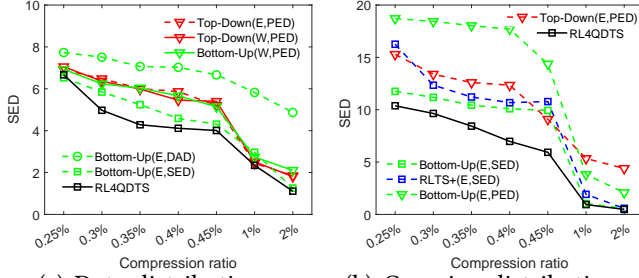 10
8
6
4
2
0
SED
Top-Down(E,PED)
Top-Down(W,PED)
Bottom-Up(W,PED)
Bottom-Up(E,DAD)
Bottom-Up(E,SED)
RL4QDTS
0.25% 0.3% 0.35% 0.4% 0.45% 1% 2%
Compression ratio
20
15
10
5
0
SED
Top-Down(E,PED)
RL4QDTS
Bottom-Up(E,SED)
RLTS+(E,SED)
Bottom-Up(E,PED)
0.25% 0.3% 0.35% 0.4% 0.45% 1% 2%
Compression ratio